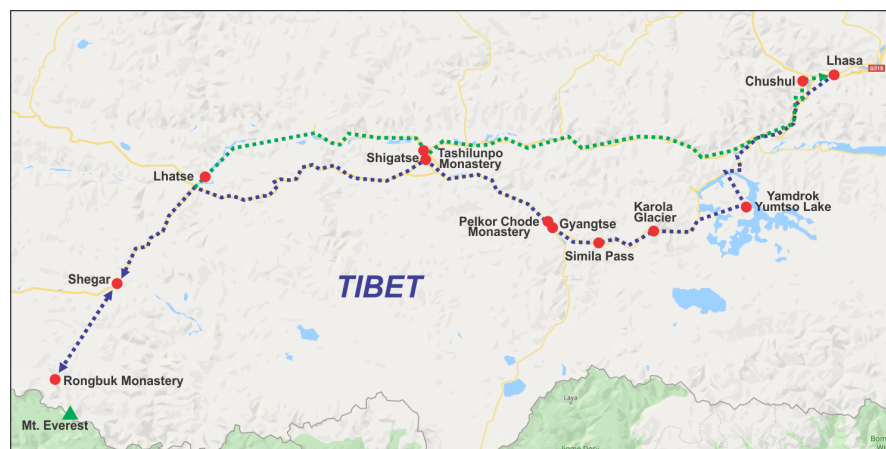 Lhasa
G318
Chushul
Shigatse
Tashilunpo
Monastery
Lhatse
Yamdrok
Yumtso Lake
Karola
Glacier
Pelkor Chode
Monastery
Gyangtse
Simila Pass
Shegar
TIBET
Rongbuk Monastery
Mt. Everest
Laya